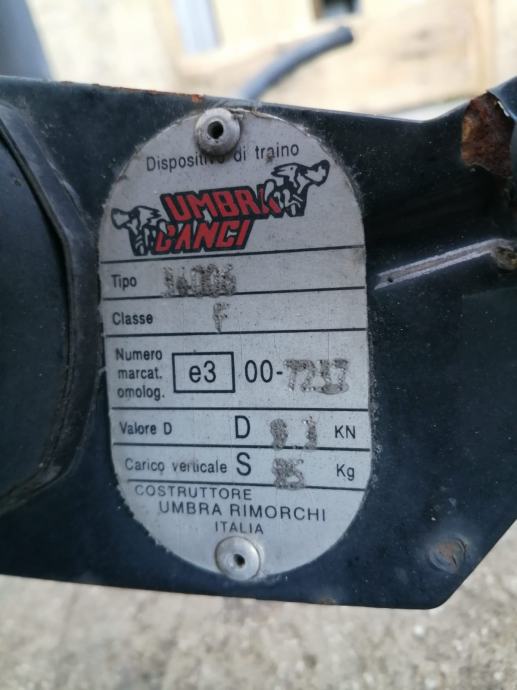 Dispositivo di traino
UMBRA
GANCI
Tipo
Classe F
Numero
marcat. e3 00-
omolog.
Valore D D KN
Carico verticale S Kg
COSTRUTTORE
UMBRA RIMORCHI
ITALIA